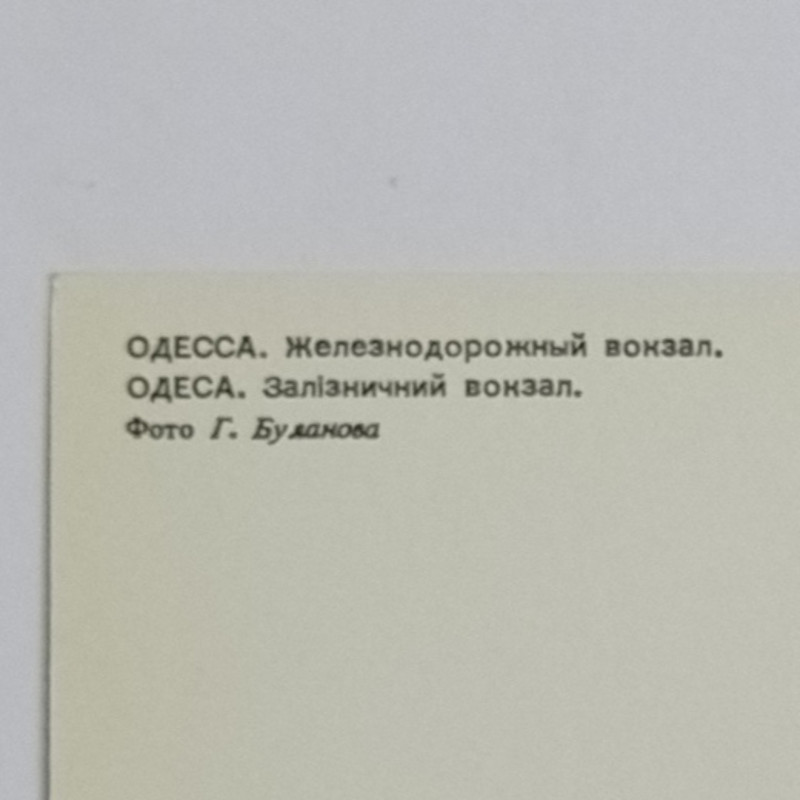 ОДЕССА. Железнодорожный вокзал.
ОДЕСА. Залізничний вокзал.
Фото Г. Буланова